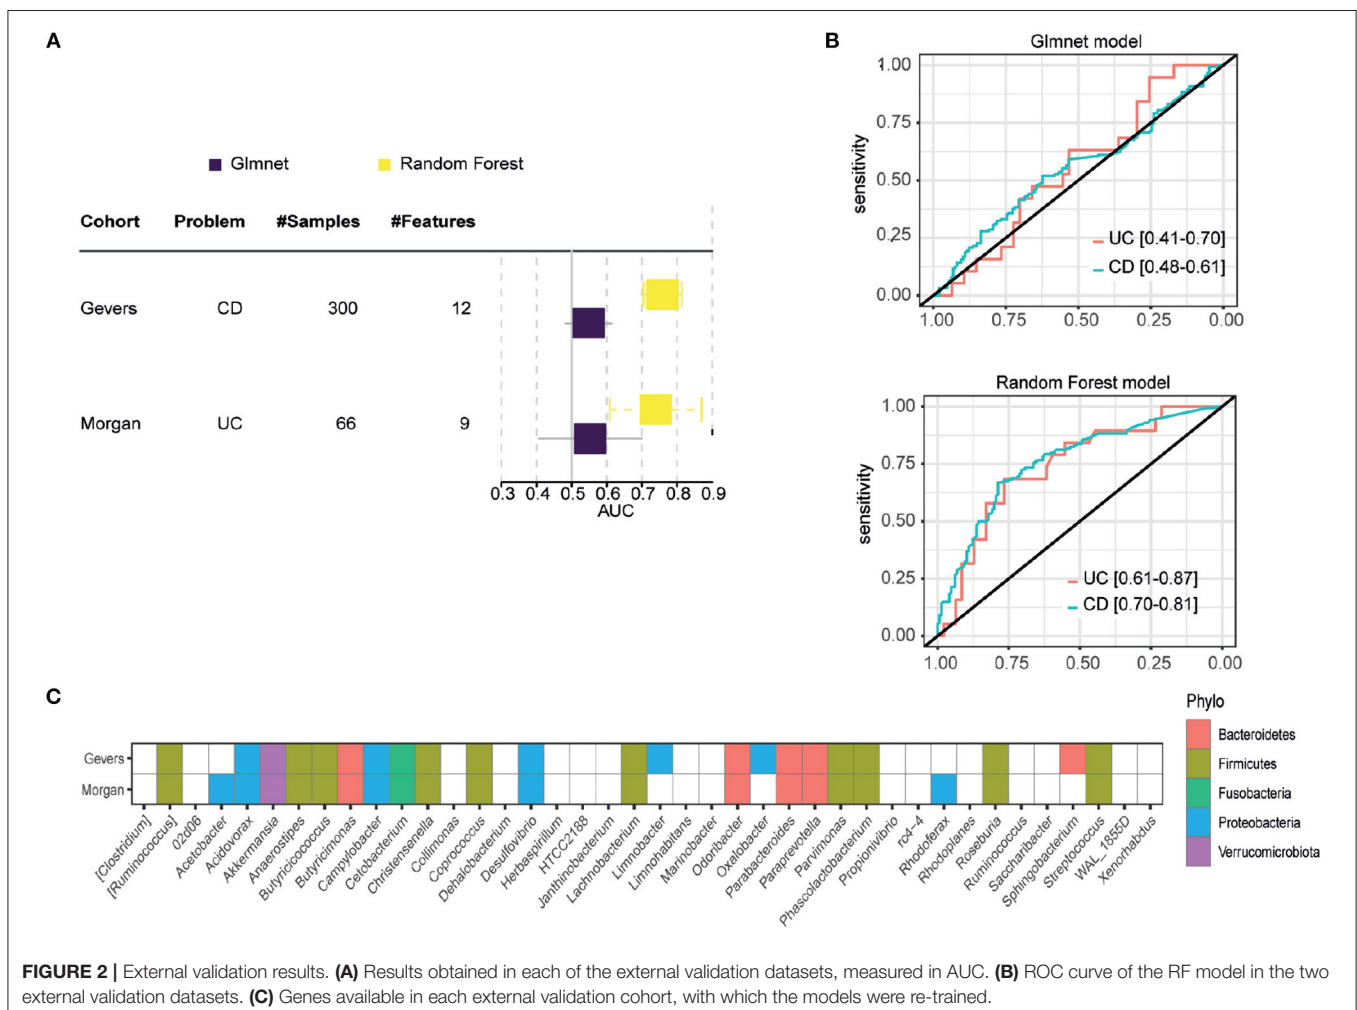 A
Glmnet
Random Forest
Cohort Problem #Samples #Features
Gevers CD 300 12
Morgan UC 66 9
0.3 0.4 0.5 0.6 0.7 0.8 0.9
AUC
B
Glmnet model
1.00
0.75
0.50
0.25
0.00
sensitivity
UC [0.41-0.70]
CD [0.48-0.61]
1.00 0.75 0.50 0.25 0.00
Random Forest model
1.00
0.75
0.50
0.25
0.00
sensitivity
UC [0.61-0.87]
CD [0.70-0.81]
1.00 0.75 0.50 0.25 0.00
C
Gevers
Morgan
[Clostridium]
[Ruminococcus]
02d06
Acetobacter
Acidovorax
Akkermansia
Anaerostipes
Butyricicoccus
Butyricimonas
Campylobacter
Cetobacterium
Christensenella
Collimonas
Coprococcus
Dehalobacterium
Desulfovibrio
Herbaspirillum
HTCC2188
Janthinobacterium
Lachnobacterium
Limnobacter
Limnohabitans
Marinobacter
Odoribacter
Oxalobacter
Parabacteroides
Paraprevotella
Parvimonas
Phascolactobacterium
Propionivibrio
rc4-4
Rhodoferax
Rhodoplanes
Roseburia
Ruminococcus
Saccharibacter
Sphingobacterium
Streptococcus
WAL_1855D
Xenorhabdus
Phylo
Bacteroidetes
Firmicutes
Fusobacteria
Proteobacteria
Verrucomicrobiota
FIGURE 2 | External validation results. (A) Results obtained in each of the external validation datasets, measured in AUC. (B) ROC curve of the RF model in the two
external validation datasets. (C) Genes available in each external validation cohort, with which the models were re-trained.